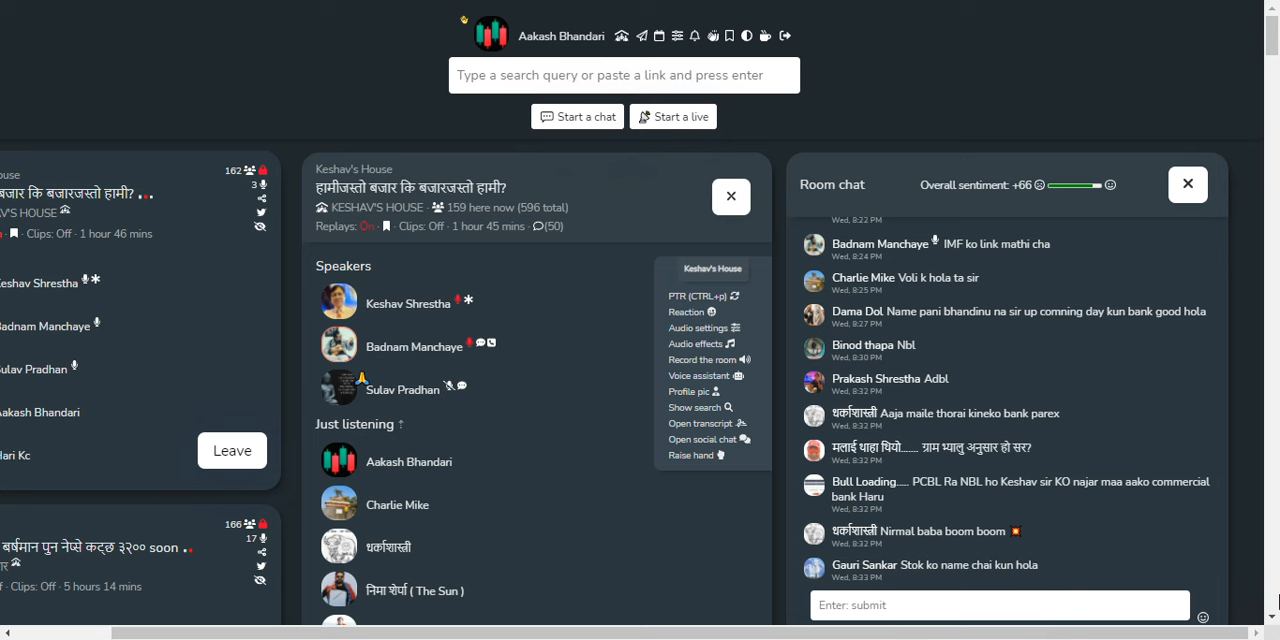 Aakash Bhandari
Type a search query or paste a link and press enter
Start a chat
Start a live
ouse
162
बजार कि बजारजस्तो हामी?
3
AV'S HOUSE
Clips: Off · 1 hour 46 mins
eshav Shrestha
Badnam Manchaye
Sulav Pradhan
Aakash Bhandari
Hari Kc
Leave
166
बर्षमान पुन नेप्से कट्छ ३२०० soon
17
Clips: Off · 5 hours 14 mins
Keshav's House
हामीजस्तो बजार कि बजारजस्तो हामी?
KESHAV'S HOUSE · 159 here now (596 total)
Replays: On · Clips: Off · 1 hour 45 mins · (50)
Speakers
Keshav Shrestha
Badnam Manchaye
Sulav Pradhan
Just listening ↑
Aakash Bhandari
Charlie Mike
धर्काशास्त्री
निमा शेर्पा ( The Sun )
Keshav's House
PTR (CTRL+p)
Reaction
Audio settings
Audio effects
Record the room
Voice assistant
Profile pic
Show search
Open transcript
Open social chat
Raise hand
Room chat
Overall sentiment: +66
Wed, 8:22 PM
Badnam Manchaye IMF ko link mathi cha
Wed, 8:24 PM
Charlie Mike Voli k hola ta sir
Wed, 8:25 PM
Dama Dol Name pani bhandinu na sir up comning day kun bank good hola
Wed, 8:27 PM
Binod thapa Nbl
Wed, 8:30 PM
Prakash Shrestha Adbl
Wed, 8:32 PM
धर्काशास्त्री Aaja maile thorai kineko bank parex
Wed, 8:32 PM
मलाई थाहा थियो....... ग्राम भ्यालु अनुसार हो सर?
Wed, 8:32 PM
Bull Loading..... PCBL Ra NBL ho Keshav sir KO najar maa aako commercial
bank Haru
Wed, 8:32 PM
धर्काशास्त्री Nirmal baba boom boom 💥
Wed, 8:32 PM
Gauri Sankar Stok ko name chai kun hola
Wed, 8:33 PM
Enter: submit